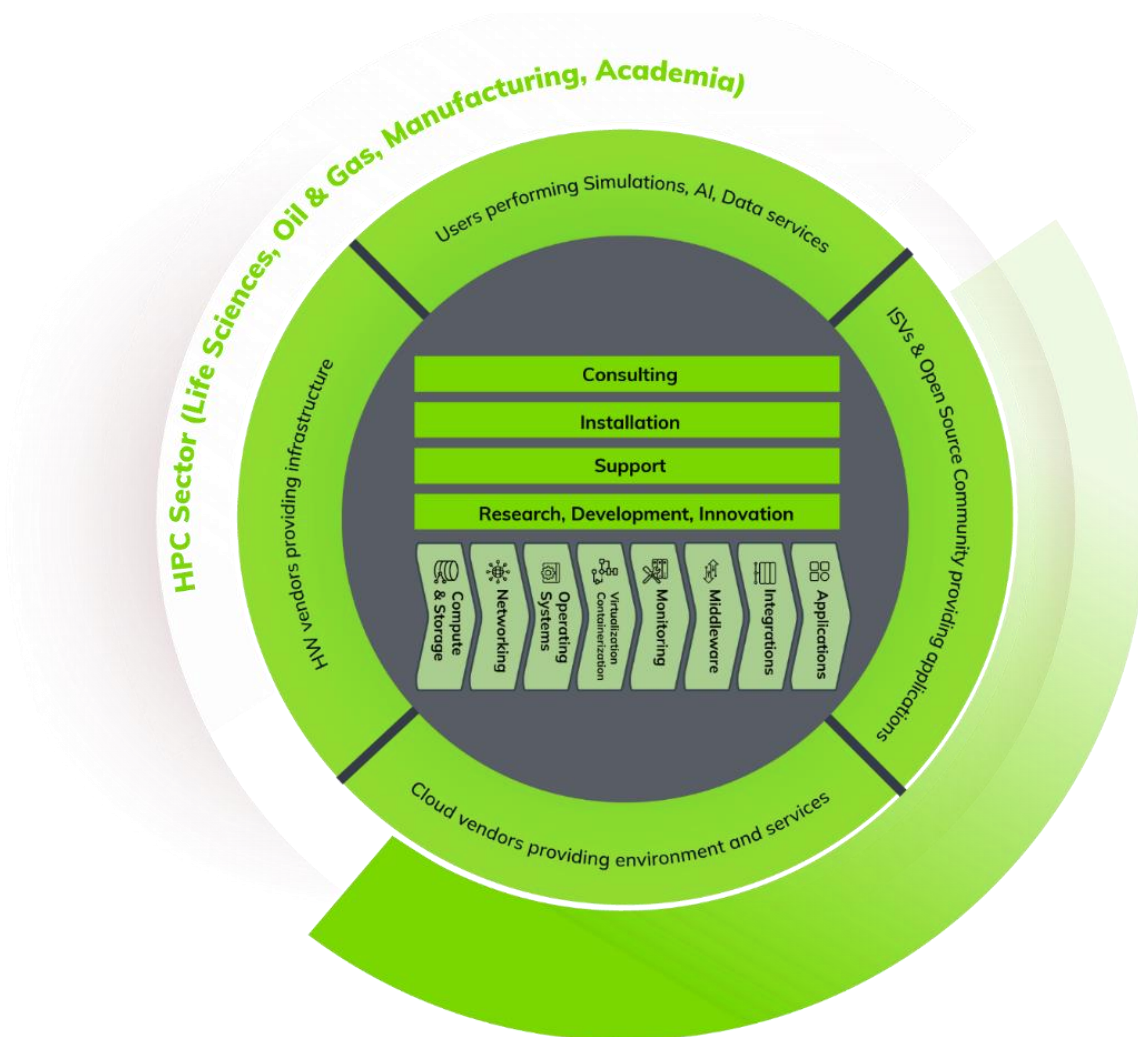 HPC Sector (Life Sciences, Oil & Gas, Manufacturing, Academia)
Users performing Simulations, AI, Data services
ISVs & Open Source Community providing applications
Cloud vendors providing environment and services
HW vendors providing infrastructure
Consulting
Installation
Support
Research, Development, Innovation
Compute
& Storage
Networking
Operating
Systems
Virtualization
Containerization
Monitoring
Middleware
Integrations
Applications